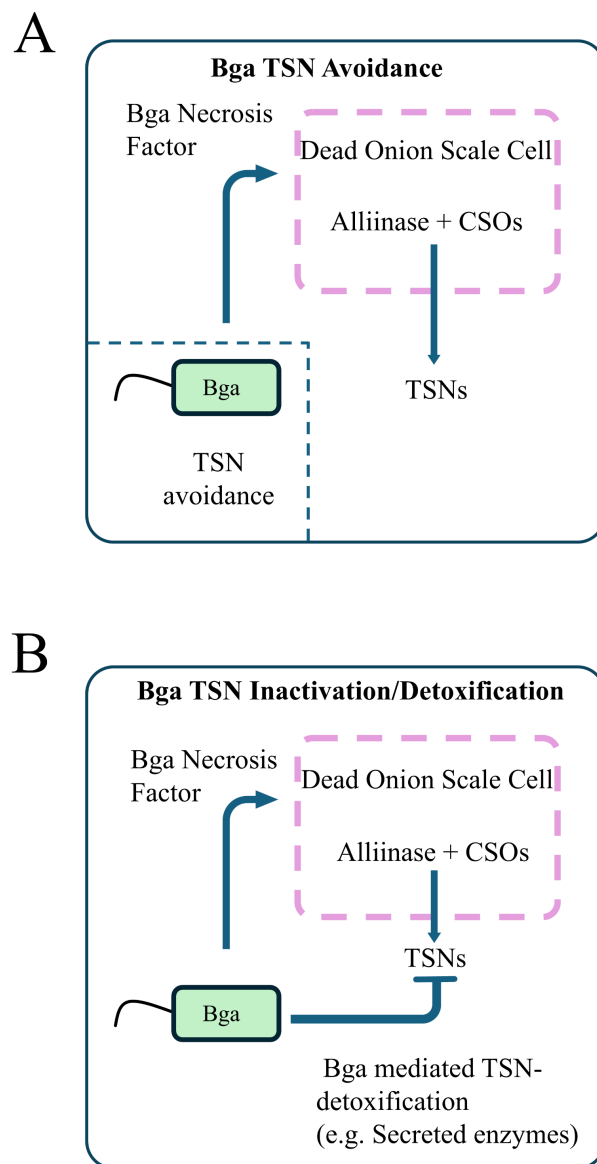 A
Bga TSN Avoidance
Bga Necrosis
Factor
Dead Onion Scale Cell
Alliinase + CSOs
TSNs
Bga
TSN
avoidance
B
Bga TSN Inactivation/Detoxification
Bga Necrosis
Factor
Dead Onion Scale Cell
Alliinase + CSOs
TSNs
Bga
Bga mediated TSN-
detoxification
(e.g. Secreted enzymes)